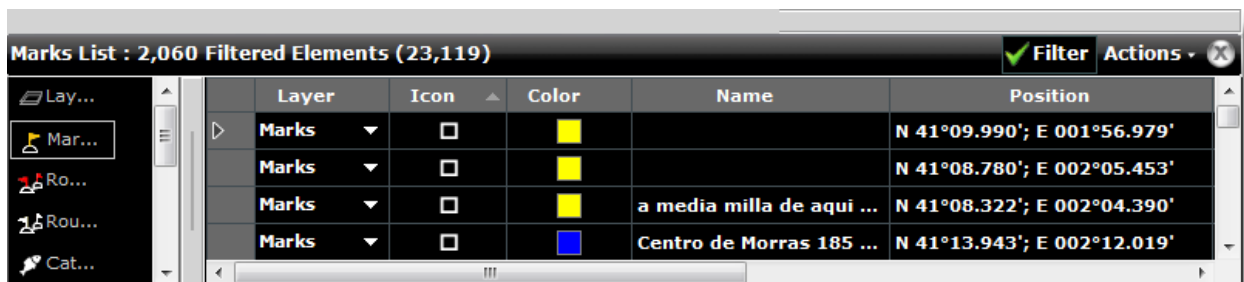 Marks List : 2,060 Filtered Elements (23,119) Filter Actions
Lay...
Mar...
Ro...
Rou...
Cat...
Layer Icon Color Name Position
Marks N 41°09.990'; E 001°56.979'
Marks N 41°08.780'; E 002°05.453'
Marks a media milla de aqui ... N 41°08.322'; E 002°04.390'
Marks Centro de Morras 185 ... N 41°13.943'; E 002°12.019'